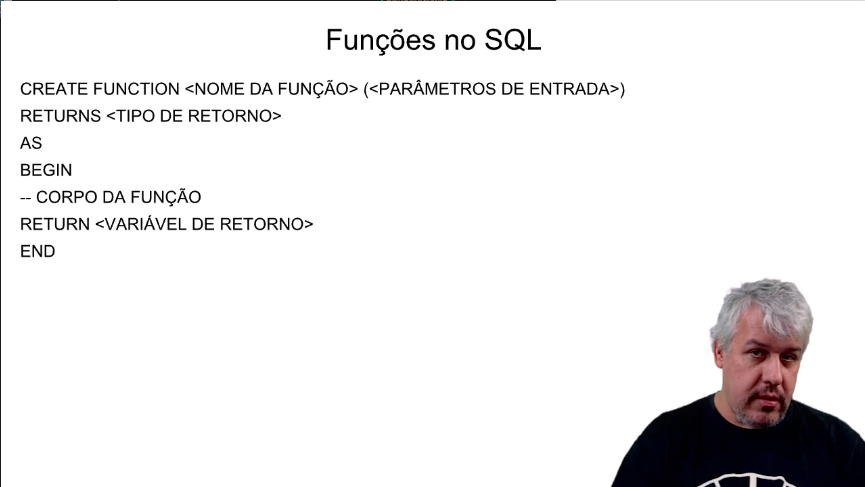 Funções no SQL
CREATE FUNCTION <NOME DA FUNÇÃO> (<PARÂMETROS DE ENTRADA>)
RETURNS <TIPO DE RETORNO>
AS
BEGIN
-- CORPO DA FUNÇÃO
RETURN <VARIÁVEL DE RETORNO>
END